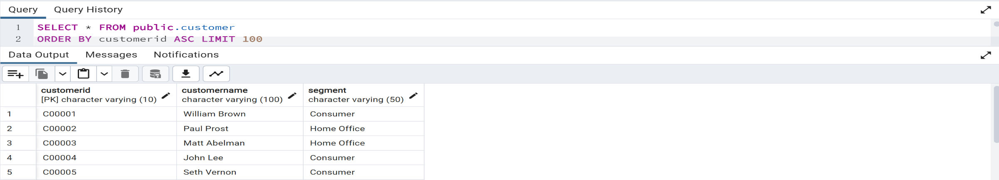 Query Query History
1 SELECT * FROM public.customer
2 ORDER BY customerid ASC LIMIT 100
Data Output Messages Notifications
customerid customername segment
[PK] character varying (10) character varying (100) character varying (50)
1 C00001 William Brown Consumer
2 C00002 Paul Prost Home Office
3 C00003 Matt Abelman Home Office
4 C00004 John Lee Consumer
5 C00005 Seth Vernon Consumer